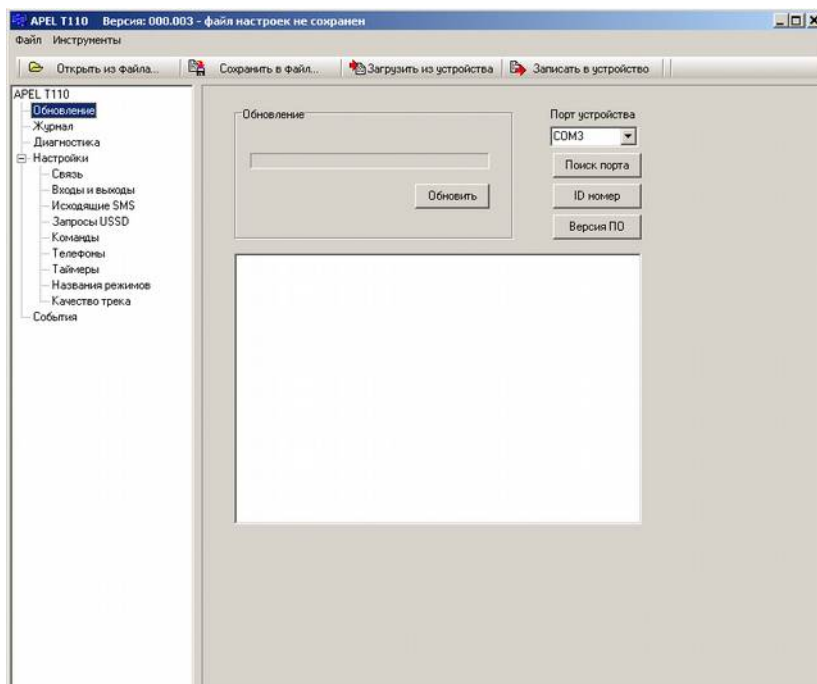 APEL T110 Версия: 000.003 - файл настроек не сохранен
Файл Инструменты
Открыть из файла... Сохранить в файл... Загрузить из устройства Записать в устройство
APEL T110
Обновление
Журнал
Диагностика
Настройки
Связь
Входы и выходы
Исходящие SMS
Запросы USSD
Команды
Телефоны
Таймеры
Названия режимов
Качество трека
События
Обновление
Обновить
Порт устройства
COM3
Поиск порта
ID номер
Версия ПО